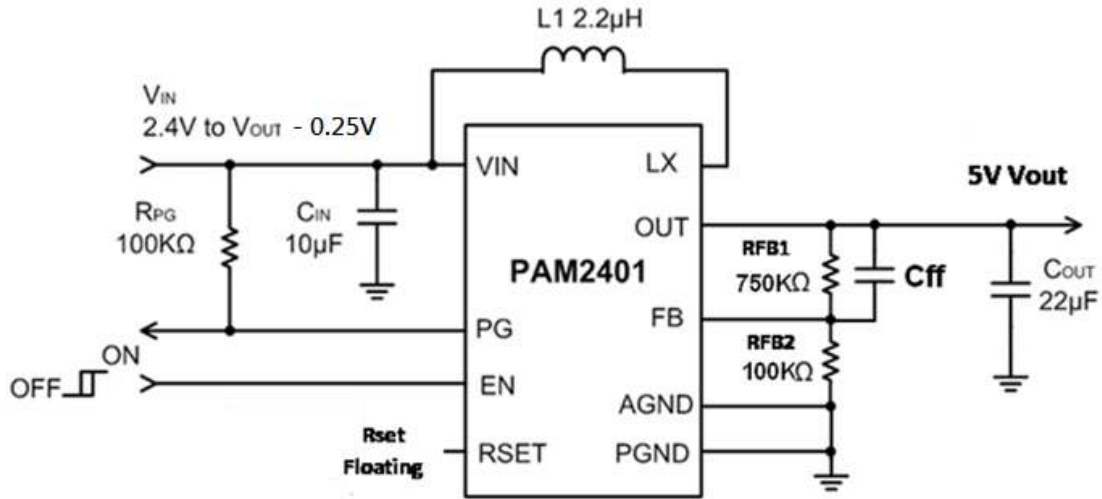 L1 2.2µH
VIN
2.4V to VOUT - 0.25V
VIN
LX
5V Vout
RPG
100KΩ
CIN
10µF
OUT
PAM2401
RFB1
750KΩ
Cff
COUT
22µF
FB
PG
RFB2
100KΩ
ON
OFF
EN
AGND
Rset
Floating
RSET
PGND